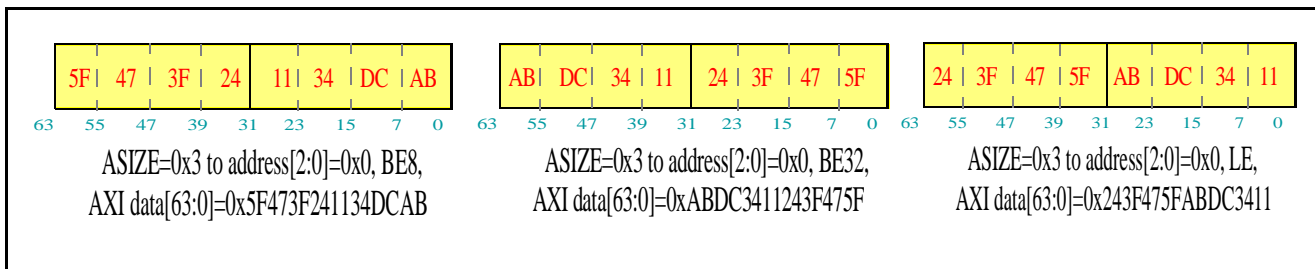 5F 47 3F 24 11 34 DC AB
63 55 47 39 31 23 15 7 0
ASIZE=0x3 to address[2:0]=0x0, BE8,
AXI data[63:0]=0x5F473F241134DCAB
AB DC 34 11 24 3F 47 5F
63 55 47 39 31 23 15 7 0
ASIZE=0x3 to address[2:0]=0x0, BE32,
AXI data[63:0]=0xABDC3411243F475F
24 3F 47 5F AB DC 34 11
63 55 47 39 31 23 15 7 0
ASIZE=0x3 to address[2:0]=0x0, LE,
AXI data[63:0]=0x243F475FABDC3411